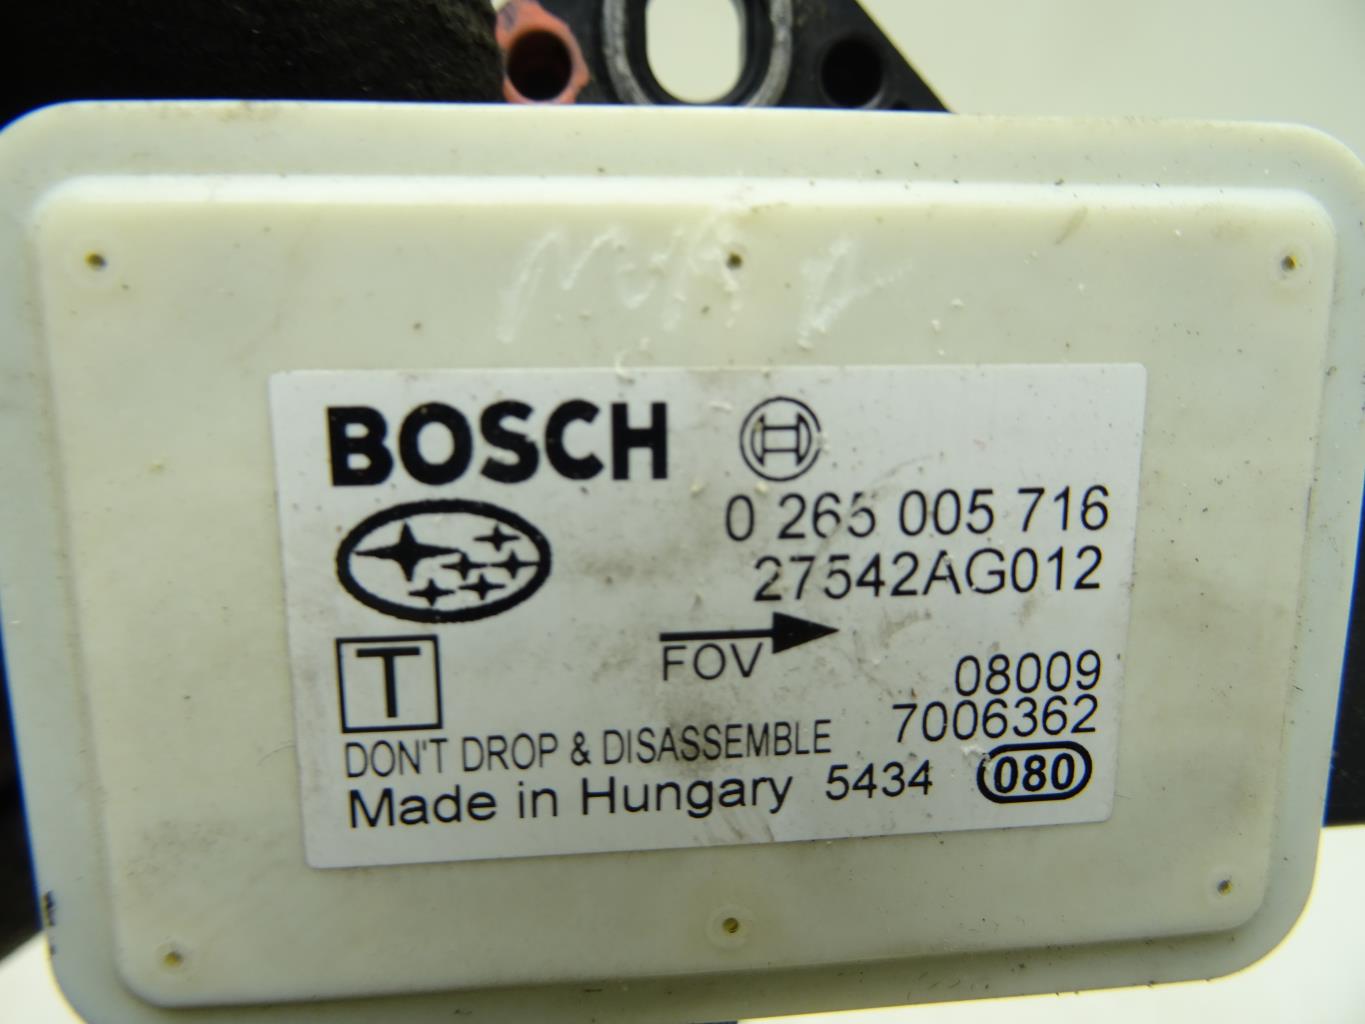 BOSCH
0 265 005 716
27542AG012
FOV
T
08009
7006362
DON'T DROP & DISASSEMBLE
Made in Hungary 5434 080